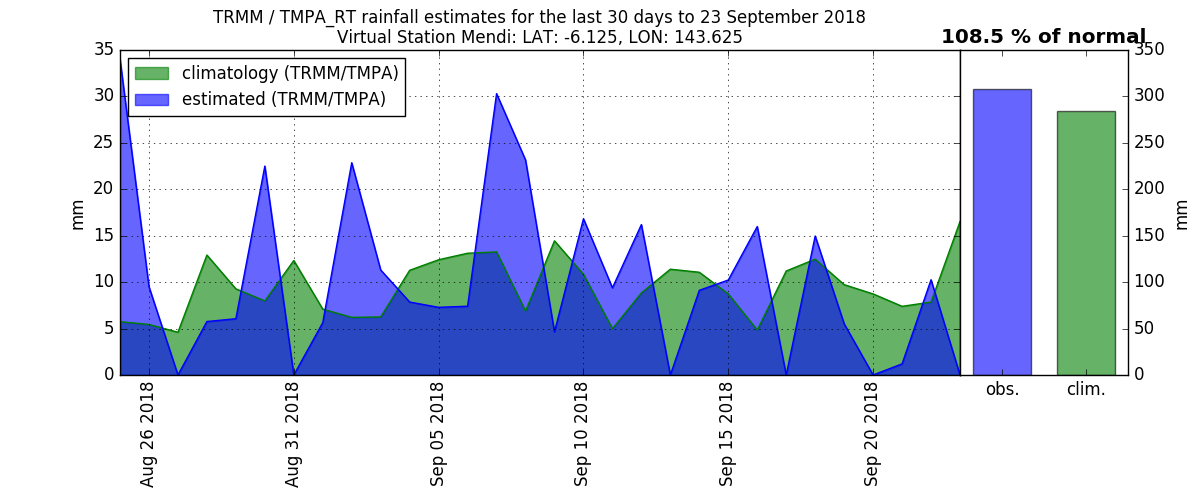 TRMM / TMPA_RT rainfall estimates for the last 30 days to 23 September 2018
Virtual Station Mendi: LAT: -6.125, LON: 143.625
108.5 % of normal
climatology (TRMM/TMPA)
estimated (TRMM/TMPA)
35
30
25
20
15
10
5
0
mm
Aug 26 2018
Aug 31 2018
Sep 05 2018
Sep 10 2018
Sep 15 2018
Sep 20 2018
obs.
clim.
350
300
250
200
150
100
50
0
mm